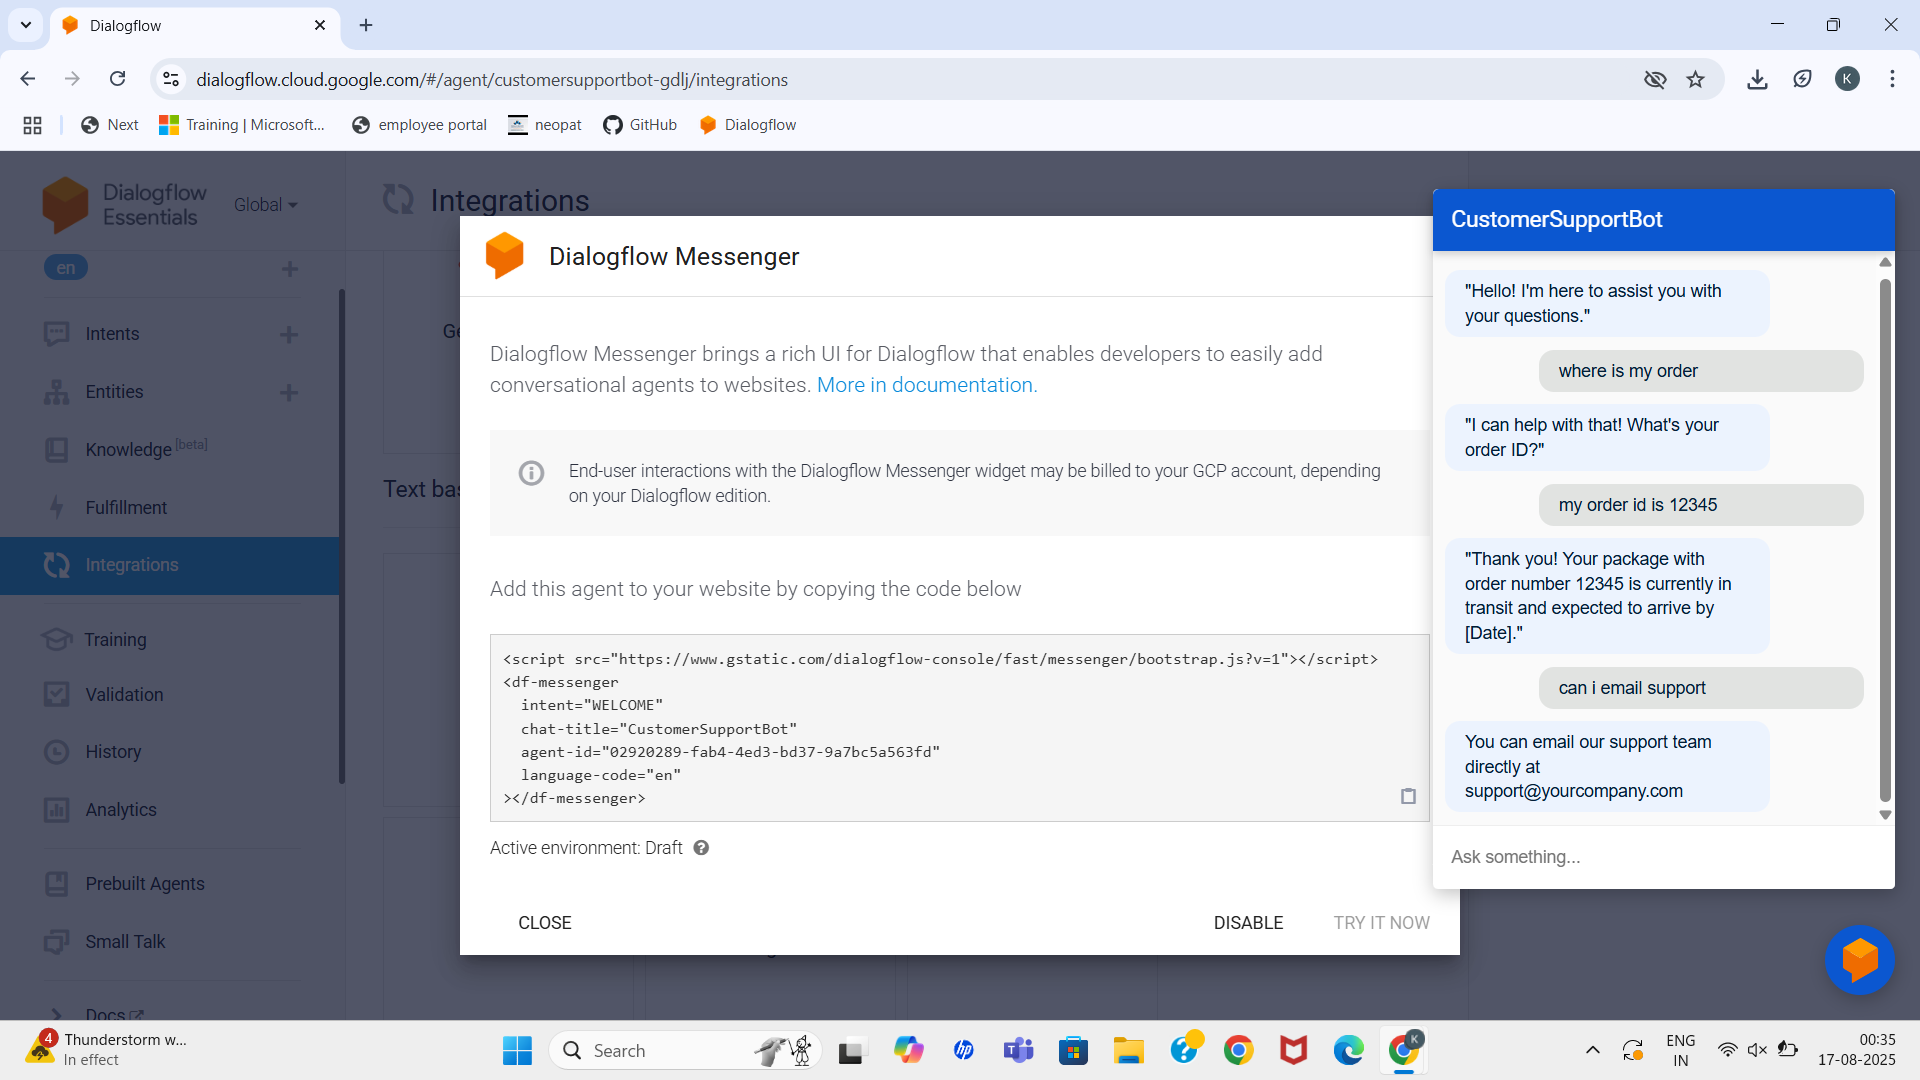 Dialogflow
dialogflow.cloud.google.com/#/agent/customersupportbot-gdlj/integrations
K
Next
Training | Microsoft...
employee portal
neopat
GitHub
Dialogflow
Dialogflow
Essentials
Global
en
Intents
Entities
Knowledge [beta]
Fulfillment
Integrations
Training
Validation
History
Analytics
Prebuilt Agents
Small Talk
Docs
Integrations
Text bas
Dialogflow Messenger
Dialogflow Messenger brings a rich UI for Dialogflow that enables developers to easily add
conversational agents to websites. More in documentation.
End-user interactions with the Dialogflow Messenger widget may be billed to your GCP account, depending
on your Dialogflow edition.
Add this agent to your website by copying the code below
<script src="https://www.gstatic.com/dialogflow-console/fast/messenger/bootstrap.js?v=1"></script>
<df-messenger
intent="WELCOME"
chat-title="CustomerSupportBot"
agent-id="02920289-fab4-4ed3-bd37-9a7bc5a563fd"
language-code="en"
></df-messenger>
Active environment: Draft
CLOSE
DISABLE
TRY IT NOW
CustomerSupportBot
"Hello! I'm here to assist you with
your questions."
where is my order
"I can help with that! What's your
order ID?"
my order id is 12345
"Thank you! Your package with
order number 12345 is currently in
transit and expected to arrive by
[Date]."
can i email support
You can email our support team
directly at
support@yourcompany.com
Ask something...
4
Thunderstorm w...
In effect
Search
hp
K
ENG
IN
00:35
17-08-2025